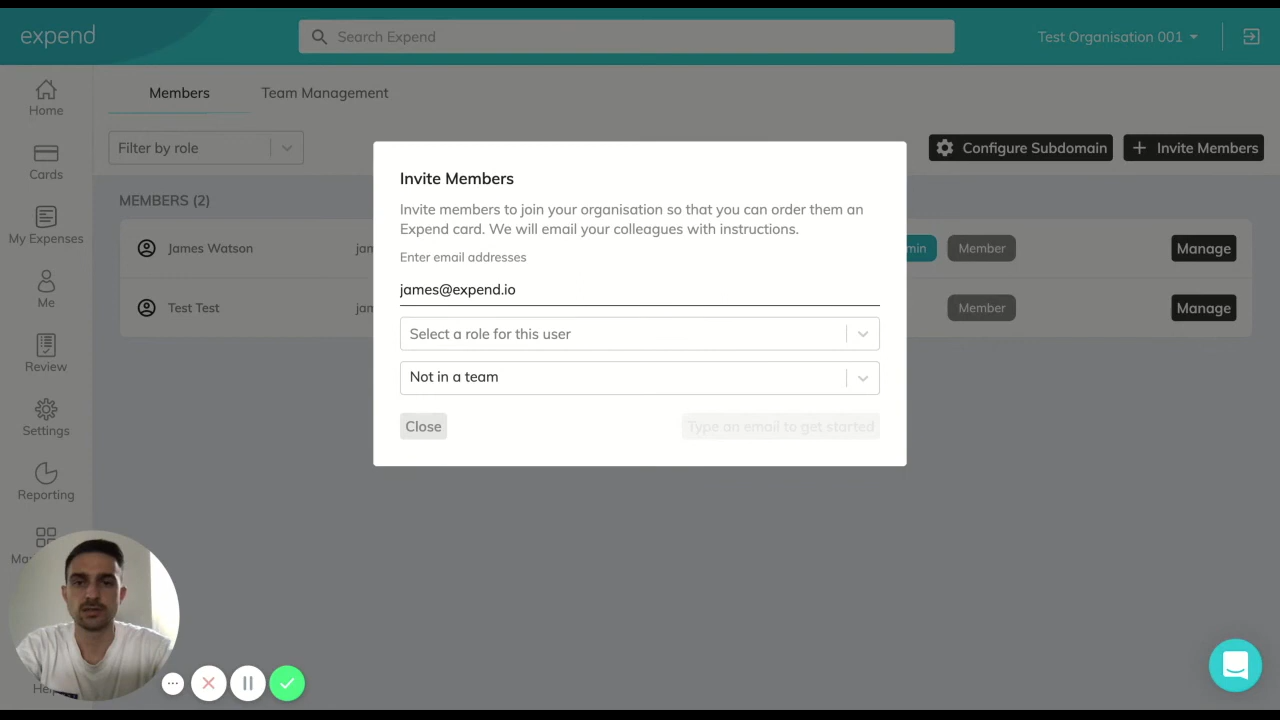 expend
Search Expend
Test Organisation 001
Home
Cards
My Expenses
Me
Review
Settings
Reporting
Members
Team Management
Filter by role
Configure Subdomain
Invite Members
MEMBERS (2)
James Watson
Member
Manage
Test Test
Member
Manage
Invite Members
Invite members to join your organisation so that you can order them an
Expend card. We will email your colleagues with instructions.
Enter email addresses
james@expend.io
Select a role for this user
Not in a team
Close
Type an email to get started